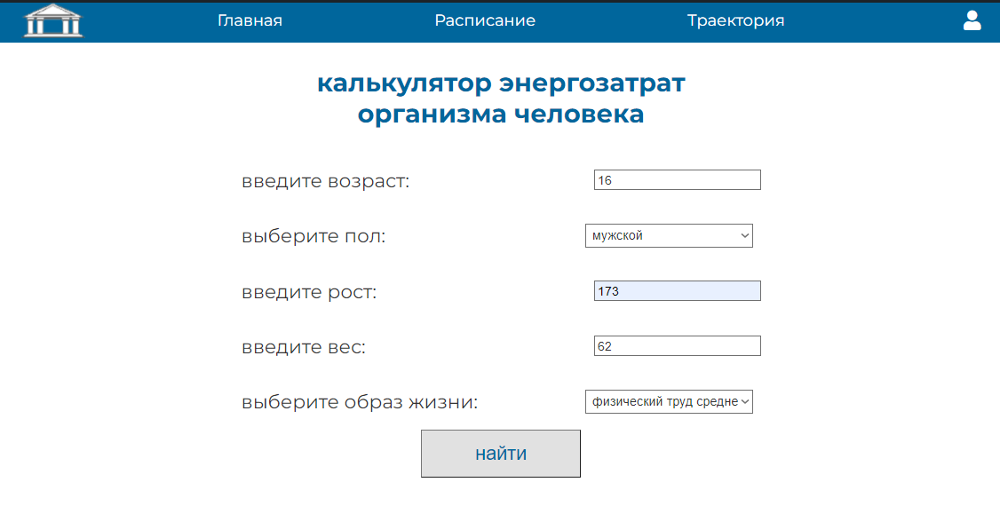 Главная Расписание Траектория
калькулятор энергозатрат
организма человека
введите возраст: 16
выберите пол: мужской
введите рост: 173
введите вес: 62
выберите образ жизни: физический труд средне
найти